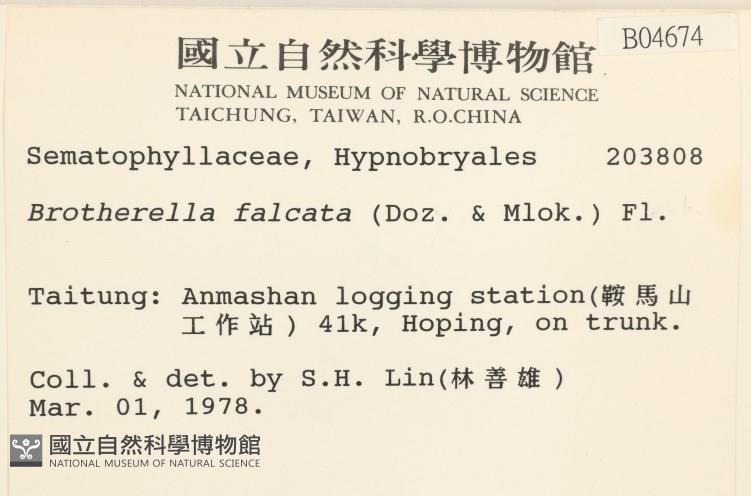 B04674
國立自然科學博物館
NATIONAL MUSEUM OF NATURAL SCIENCE
TAICHUNG, TAIWAN, R.O.CHINA
Sematophyllaceae, Hypnobryales 203808
Brotherella falcata (Doz. & Mlok.) Fl.
Taitung: Anmashan logging station(鞍馬山
工作站) 41k, Hoping, on trunk.
Coll. & det. by S.H. Lin(林善雄)
Mar. 01, 1978.
國立自然科學博物館
NATIONAL MUSEUM OF NATURAL SCIENCE